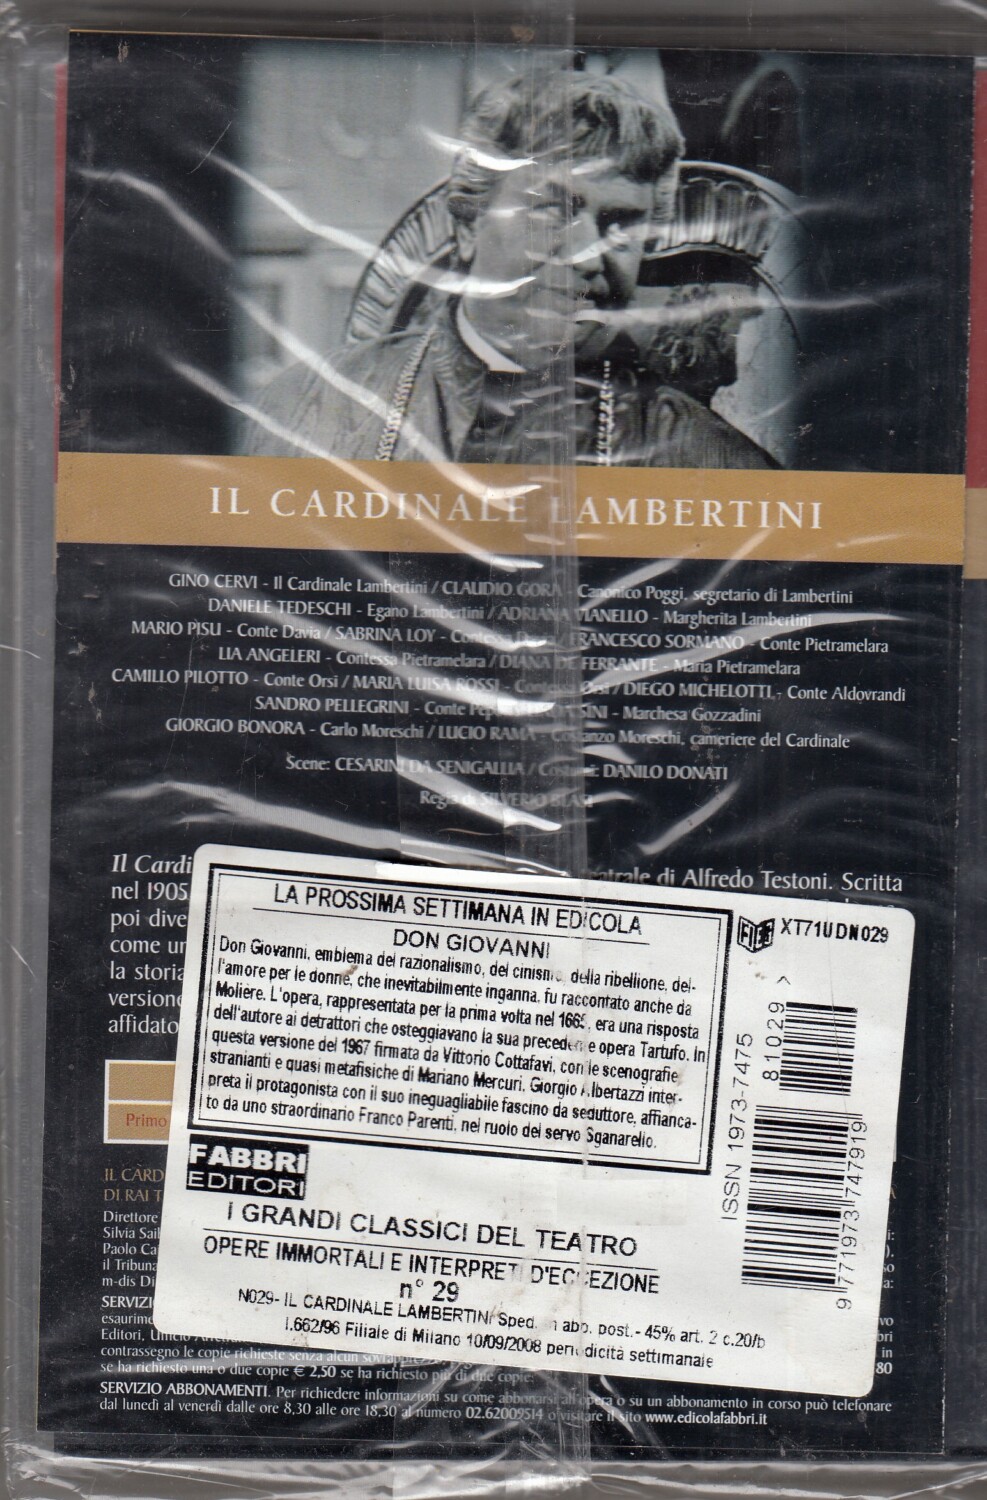 IL CARDINALE LAMBERTINI
GINO CERVI - Il Cardinale Lambertini / CLAUDIO GORA - Canonico Poggi, segretario di Lambertini
DANIELE TEDESCHI - Egano Lambertini / ADRIANA VIANELLO - Margherita Lambertini
MARIO PISU - Conte Davia / SABRINA LOY - Contessa Davia / FRANCESCO SORMANO - Conte Pietramelara
LIA ANGELERI - Contessa Pietramelara / DIANA DE FERRANTE - Maria Pietramelara
CAMILLO PILOTTO - Conte Orsi / MARIA LUISA ROSSI - Contessa Orsi / DIEGO MICHELOTTI - Conte Aldovrandi
SANDRO PELLEGRINI - Conte SINI - Marchesa Gozzadini
GIORGIO BONORA - Carlo Moreschi / LUCIO RAMA - Costanzo Moreschi, cameriere del Cardinale
Scene: CESARINI DA SENIGALLIA / Costumi: DANILO DONATI
Regia di SILVERIO BLASI
Il Cardi teatrale di Alfredo Testoni. Scritta
nel 1905
poi dive
come un
la storia
versione
affidato
LA PROSSIMA SETTIMANA IN EDICOLA
DON GIOVANNI
Don Giovanni, emblema del razionalismo, del cinismo, della ribellione, del-
l'amore per le donne, che inevitabilmente inganna, fu raccontato anche da
Molière. L'opera, rappresentata per la prima volta nel 1665, era una risposta
dell'autore ai detrattori che osteggiavano la sua precedente opera Tartufo. In
questa versione del 1967 firmata da Vittorio Cottafavi, con le scenografie
stranianti e quasi metafisiche di Mariano Mercuri, Giorgio Albertazzi inter-
preta il protagonista con il suo ineguagliabile fascino da seduttore, affianca-
to da uno straordinario Franco Parenti, nel ruolo del servo Sganarello.
XT71UDN029
ISSN 1973-7475
81029 >
9 771973 747919
FABBRI
EDITORI
I GRANDI CLASSICI DEL TEATRO
OPERE IMMORTALI E INTERPRETI D'ECCEZIONE
n° 29
N029- IL CARDINALE LAMBERTINI Sped. in abb. post.- 45% art. 2 c.20/b
l.662/96 Filiale di Milano 10/09/2008 periodicità settimanale
Primo
IL CARD
DI RAI T
Direttore
Silvia Sai
Paolo Ca
il Tribuna
m-dis Di
SERVIZI
esaurime
Editori,
contrassegno le copie richieste senza alcun in
se ha richiesto una o due copie € 2,50 se ha richiesto più di due copie. 80
SERVIZIO ABBONAMENTI. Per richiedere informazioni su come abbonarsi all'opera o su un abbonamento in corso può telefonare
dal lunedì al venerdì dalle ore 8,30 alle ore 18,30 al numero 02.62009514 o visitare il sito www.edicolafabbri.it